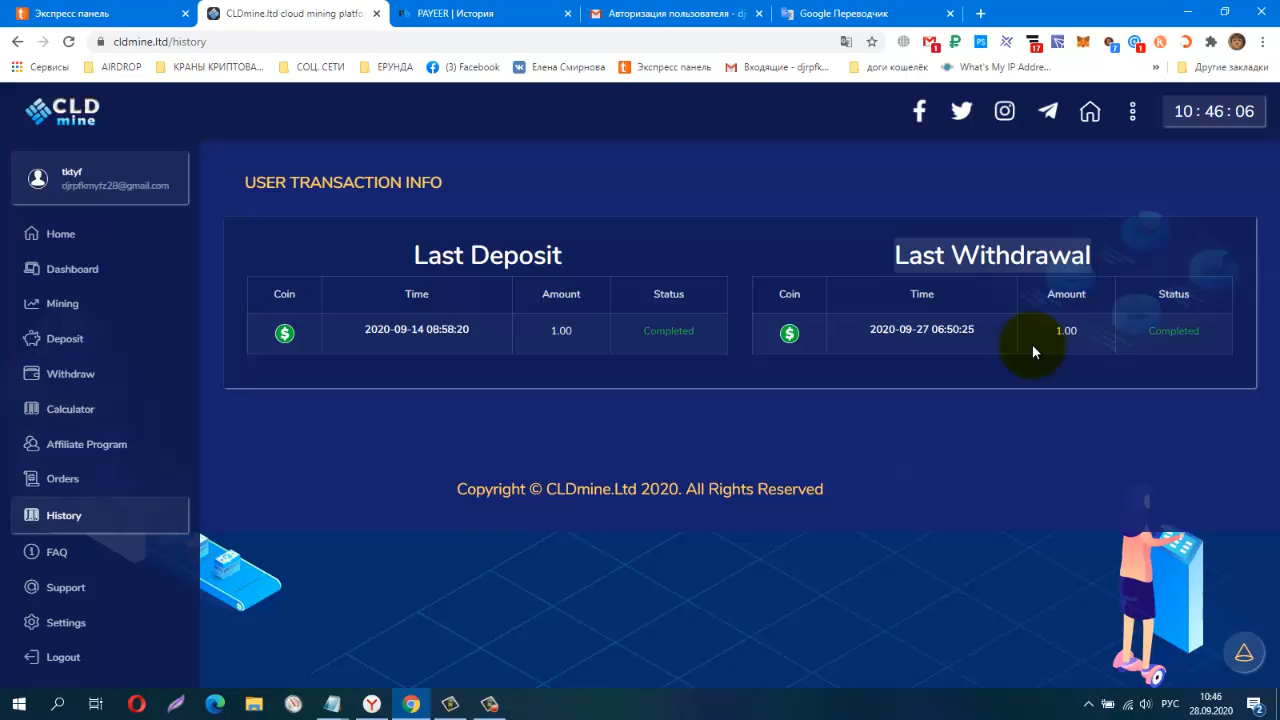 Экспресс панель
CLDmine.ltd cloud mining platfo
PAYEER | История
Авторизация пользователя - dj
Google Переводчик
cldmine.ltd/history
1
17
7
1
Сервисы
AIRDROP
КРАНЫ КРИПТОВА...
СОЦ. СЕТИ
ЕРУНДА
(3) Facebook
Елена Смирнова
Экспресс панель
Входящие - djrpfk...
доги кошелёк
What's My IP Addre...
»
Другие закладки
CLD
mine
10 : 46 : 06
tktyf
djrpfkmyfz28@gmail.com
Home
Dashboard
Mining
Deposit
Withdraw
Calculator
Affiliate Program
Orders
History
FAQ
Support
Settings
Logout
USER TRANSACTION INFO
Last Deposit
Coin Time Amount Status
2020-09-14 08:58:20 1.00 Completed
Last Withdrawal
Coin Time Amount Status
2020-09-27 06:50:25 1.00 Completed
Copyright © CLDmine.Ltd 2020. All Rights Reserved
РУС
10:46
28.09.2020
2